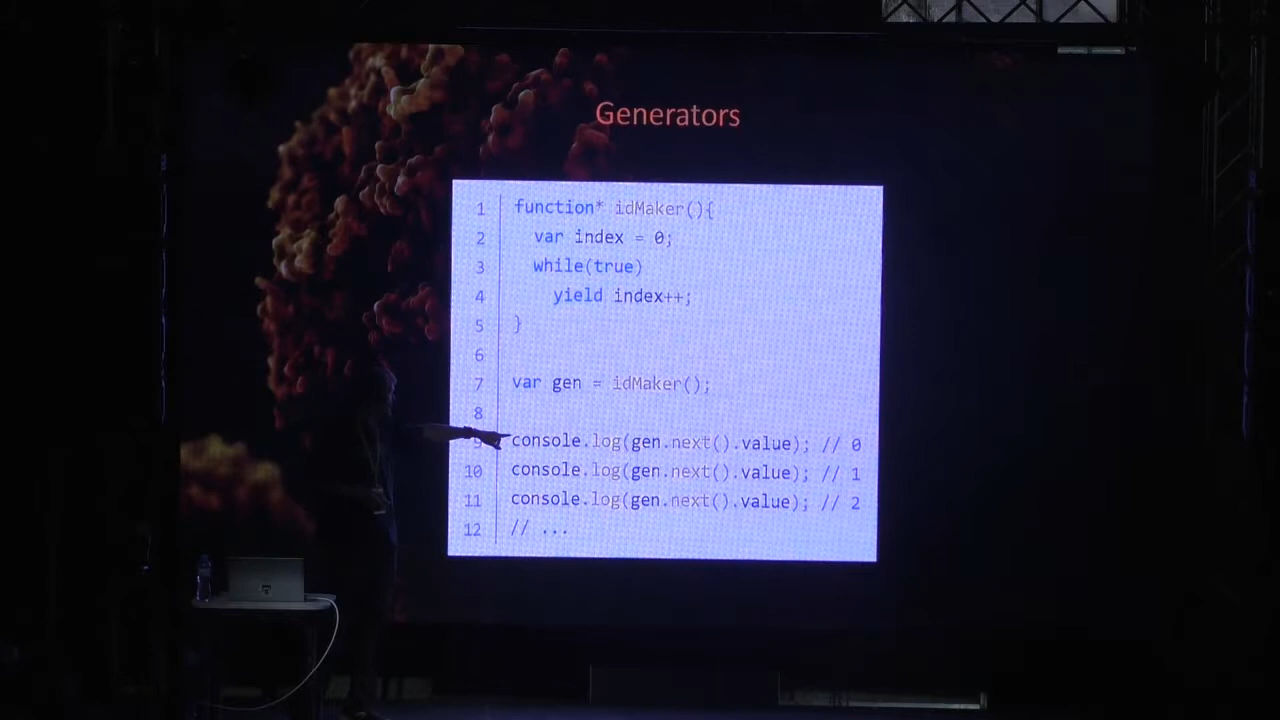 Generators
1 function* idMaker(){
2 var index = 0;
3 while(true)
4 yield index++;
5 }
6
7 var gen = idMaker();
8
9 console.log(gen.next().value); // 0
10 console.log(gen.next().value); // 1
11 console.log(gen.next().value); // 2
12 // ...